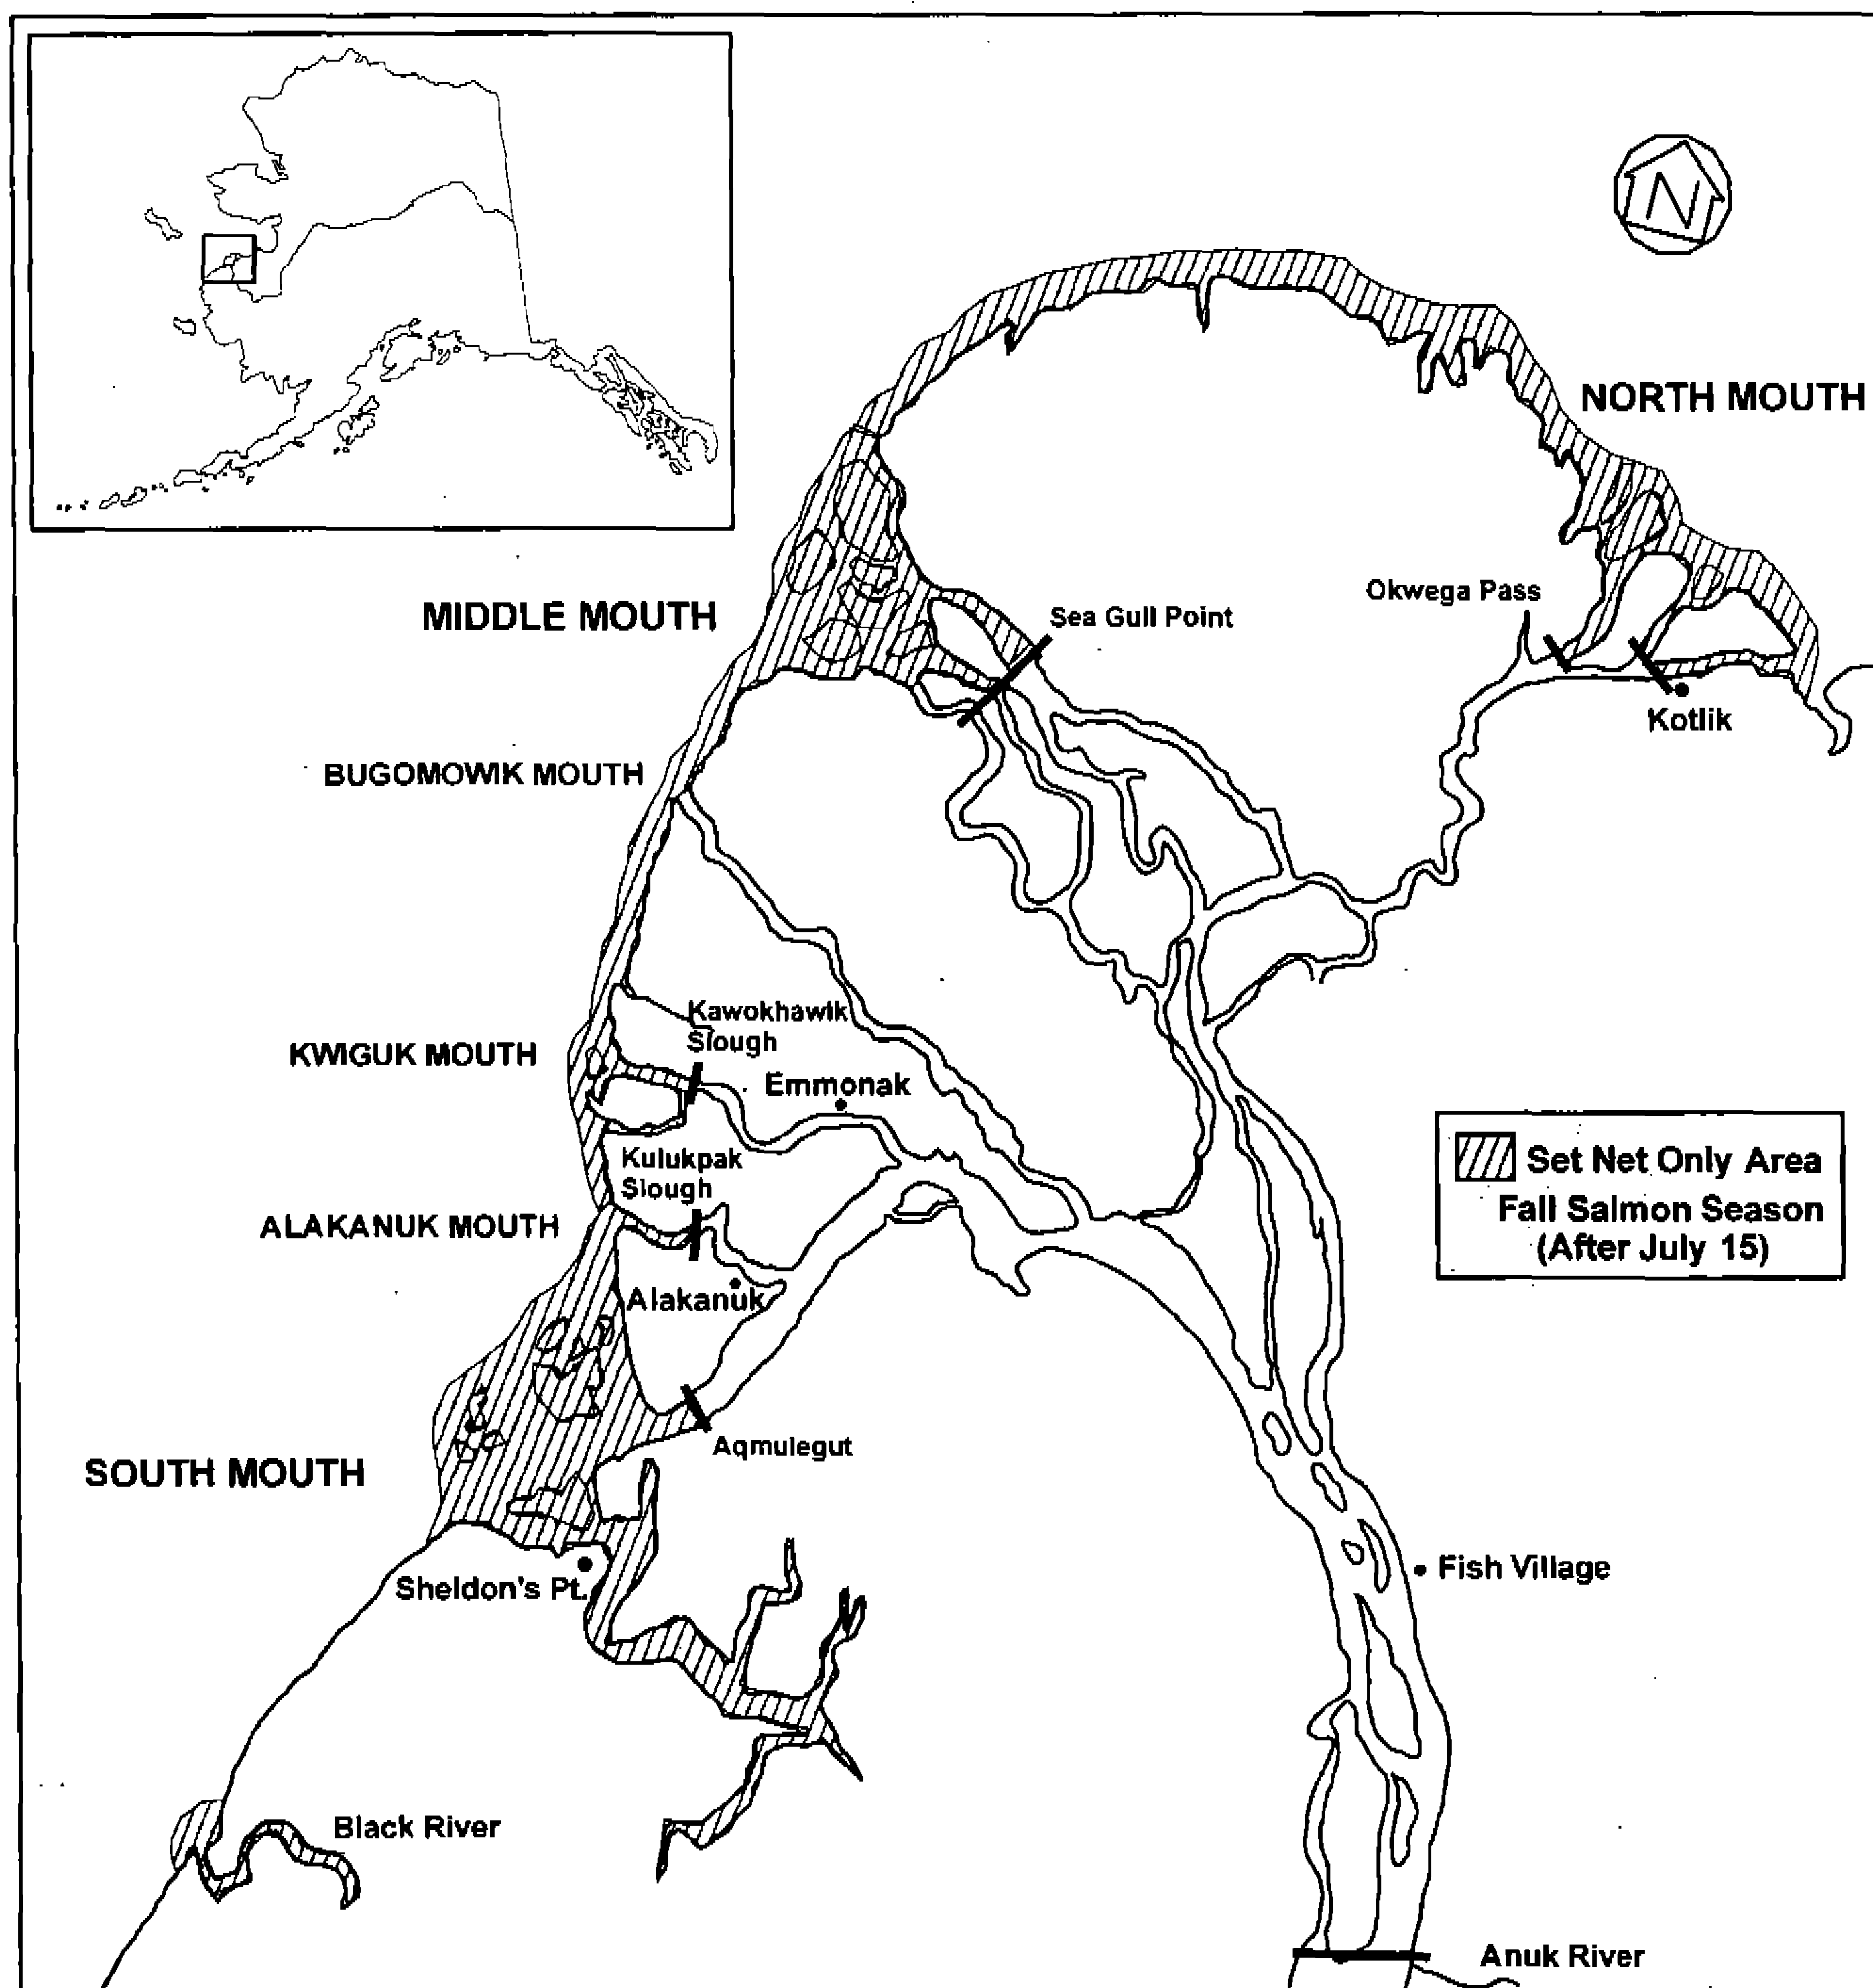 N
NORTH MOUTH
Okwega Pass
Sea Gull Point
MIDDLE MOUTH
Kotlik
BUGOMOWIK MOUTH
Kawokhawik
Slough
KWIGUK MOUTH
Emmonak
Kulukpak
Slough
ALAKANUK MOUTH
Alakanuk
Set Net Only Area
Fall Salmon Season
(After July 15)
Aqmulegut
SOUTH MOUTH
Sheldon's Pt.
Fish Village
Black River
Anuk River